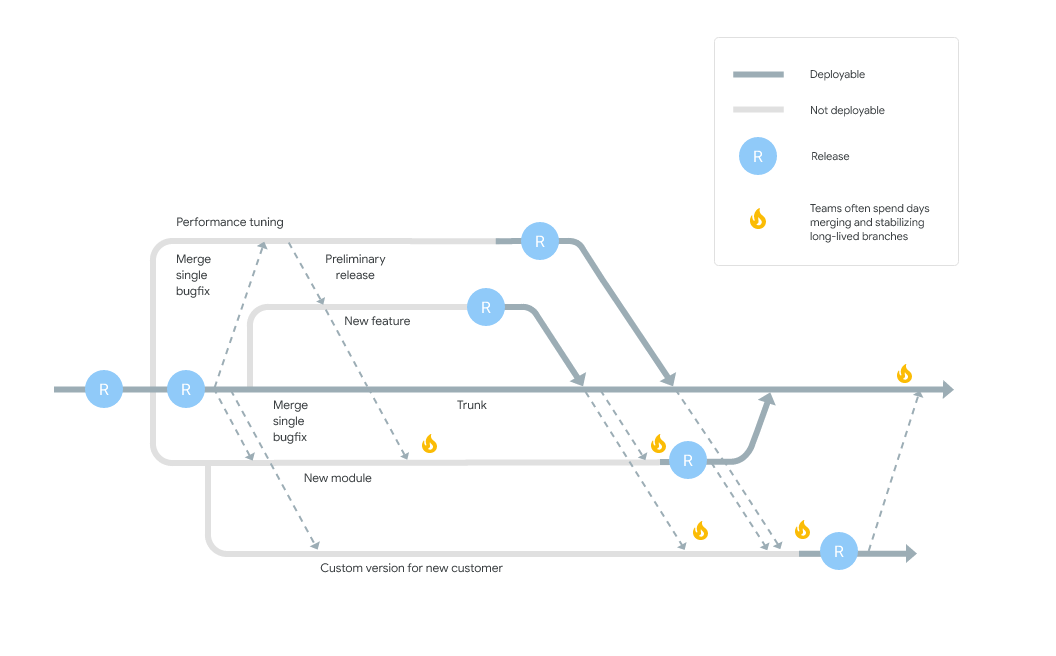 Deployable
Not deployable
R
Release
Teams often spend days
merging and stabilizing
long-lived branches
Performance tuning
R
Merge
single
bugfix
Preliminary
release
R
New feature
R
R
Merge
single
bugfix
Trunk
R
New module
R
Custom version for new customer